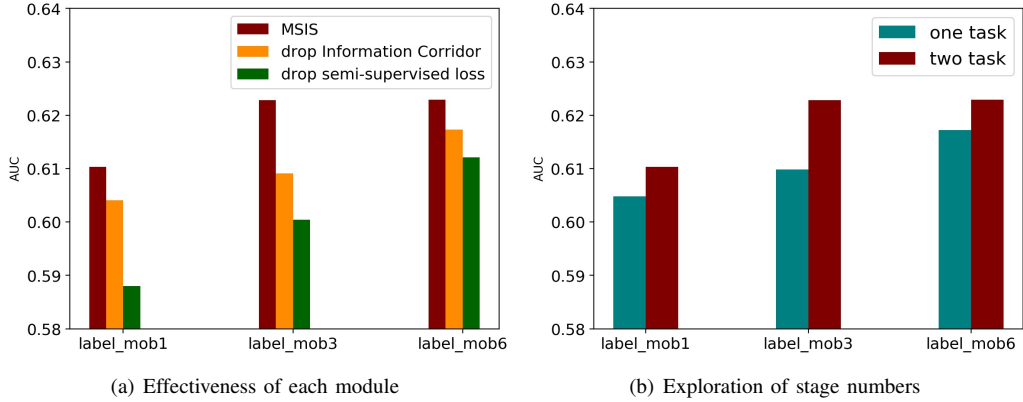 0.64
0.63
0.62
0.61
0.60
0.59
0.58
AUC
MSIS
drop Information Corridor
drop semi-supervised loss
label_mob1 label_mob3 label_mob6
(a) Effectiveness of each module
0.64
0.63
0.62
0.61
0.60
0.59
0.58
AUC
one task
two task
label_mob1 label_mob3 label_mob6
(b) Exploration of stage numbers